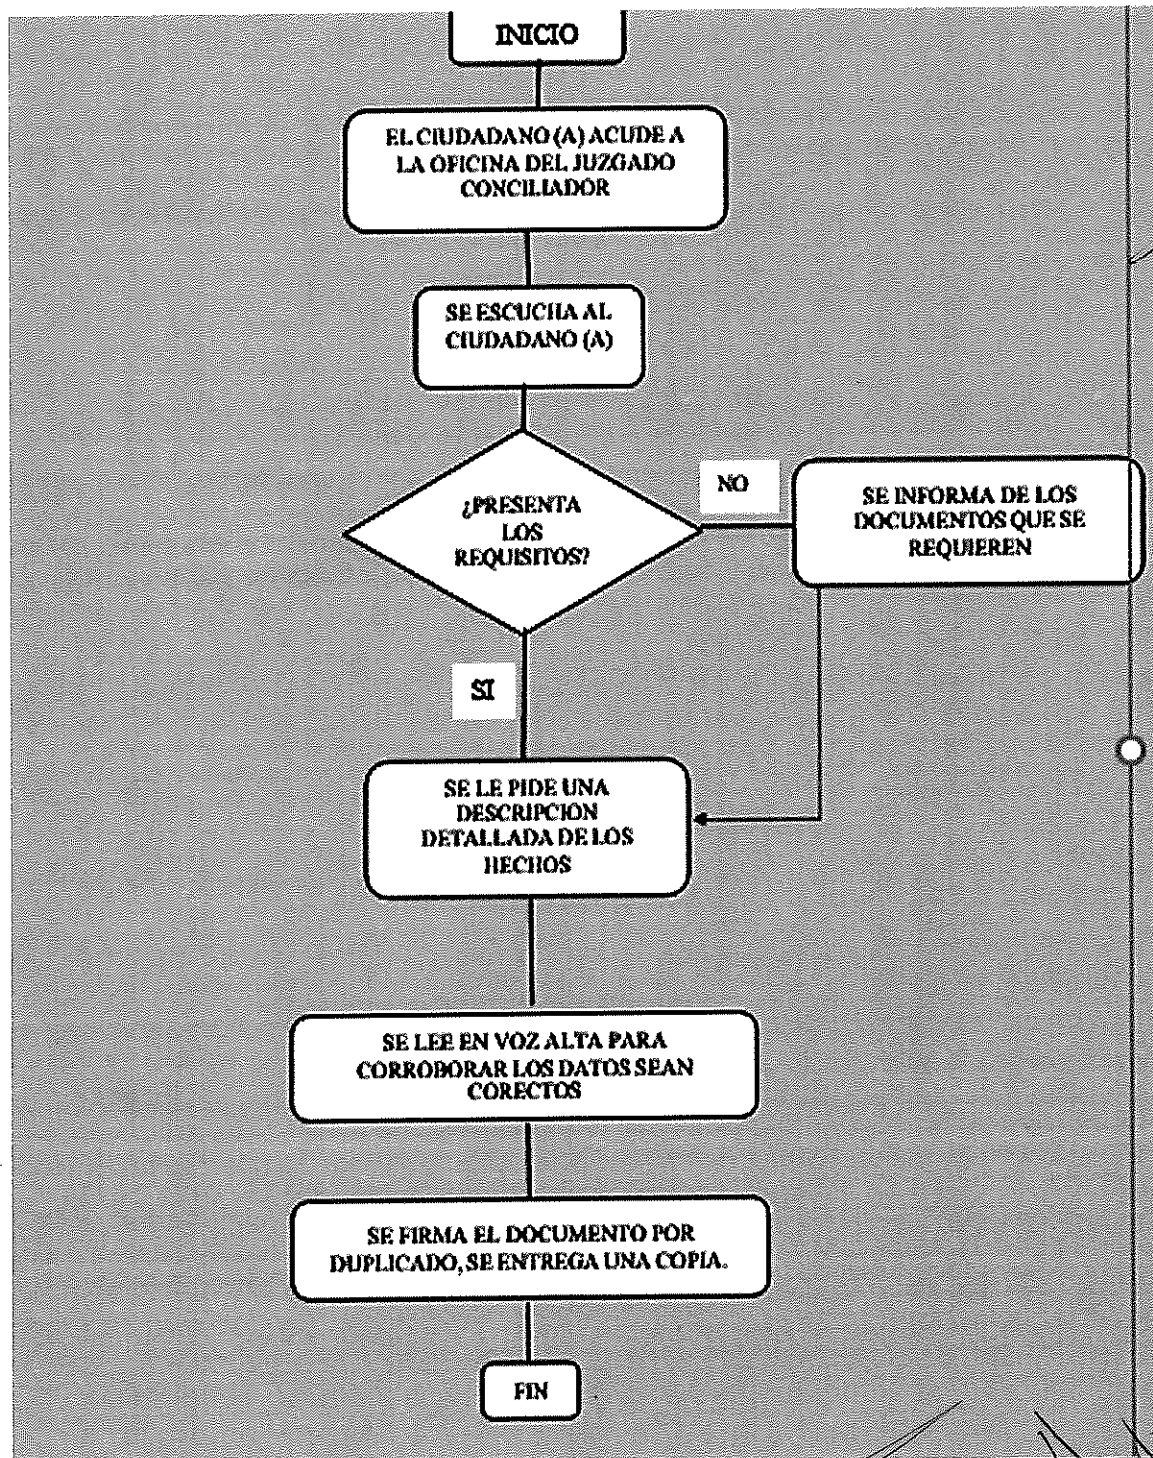 INICIO
EL CIUDADANO (A) ACUDE A
LA OFICINA DEL JUZGADO
CONCILIADOR
SE ESCUCHA AL
CIUDADANO (A)
¿PRESENTA
LOS
REQUISITOS?
NO
SE INFORMA DE LOS
DOCUMENTOS QUE SE
REQUIEREN
SI
SE LE PIDE UNA
DESCRIPCION
DETALLADA DE LOS
HECHOS
SE LEE EN VOZ ALTA PARA
CORROBORAR LOS DATOS SEAN
CORECTOS
SE FIRMA EL DOCUMENTO POR
DUPLICADO, SE ENTREGA UNA COPIA.
FIN